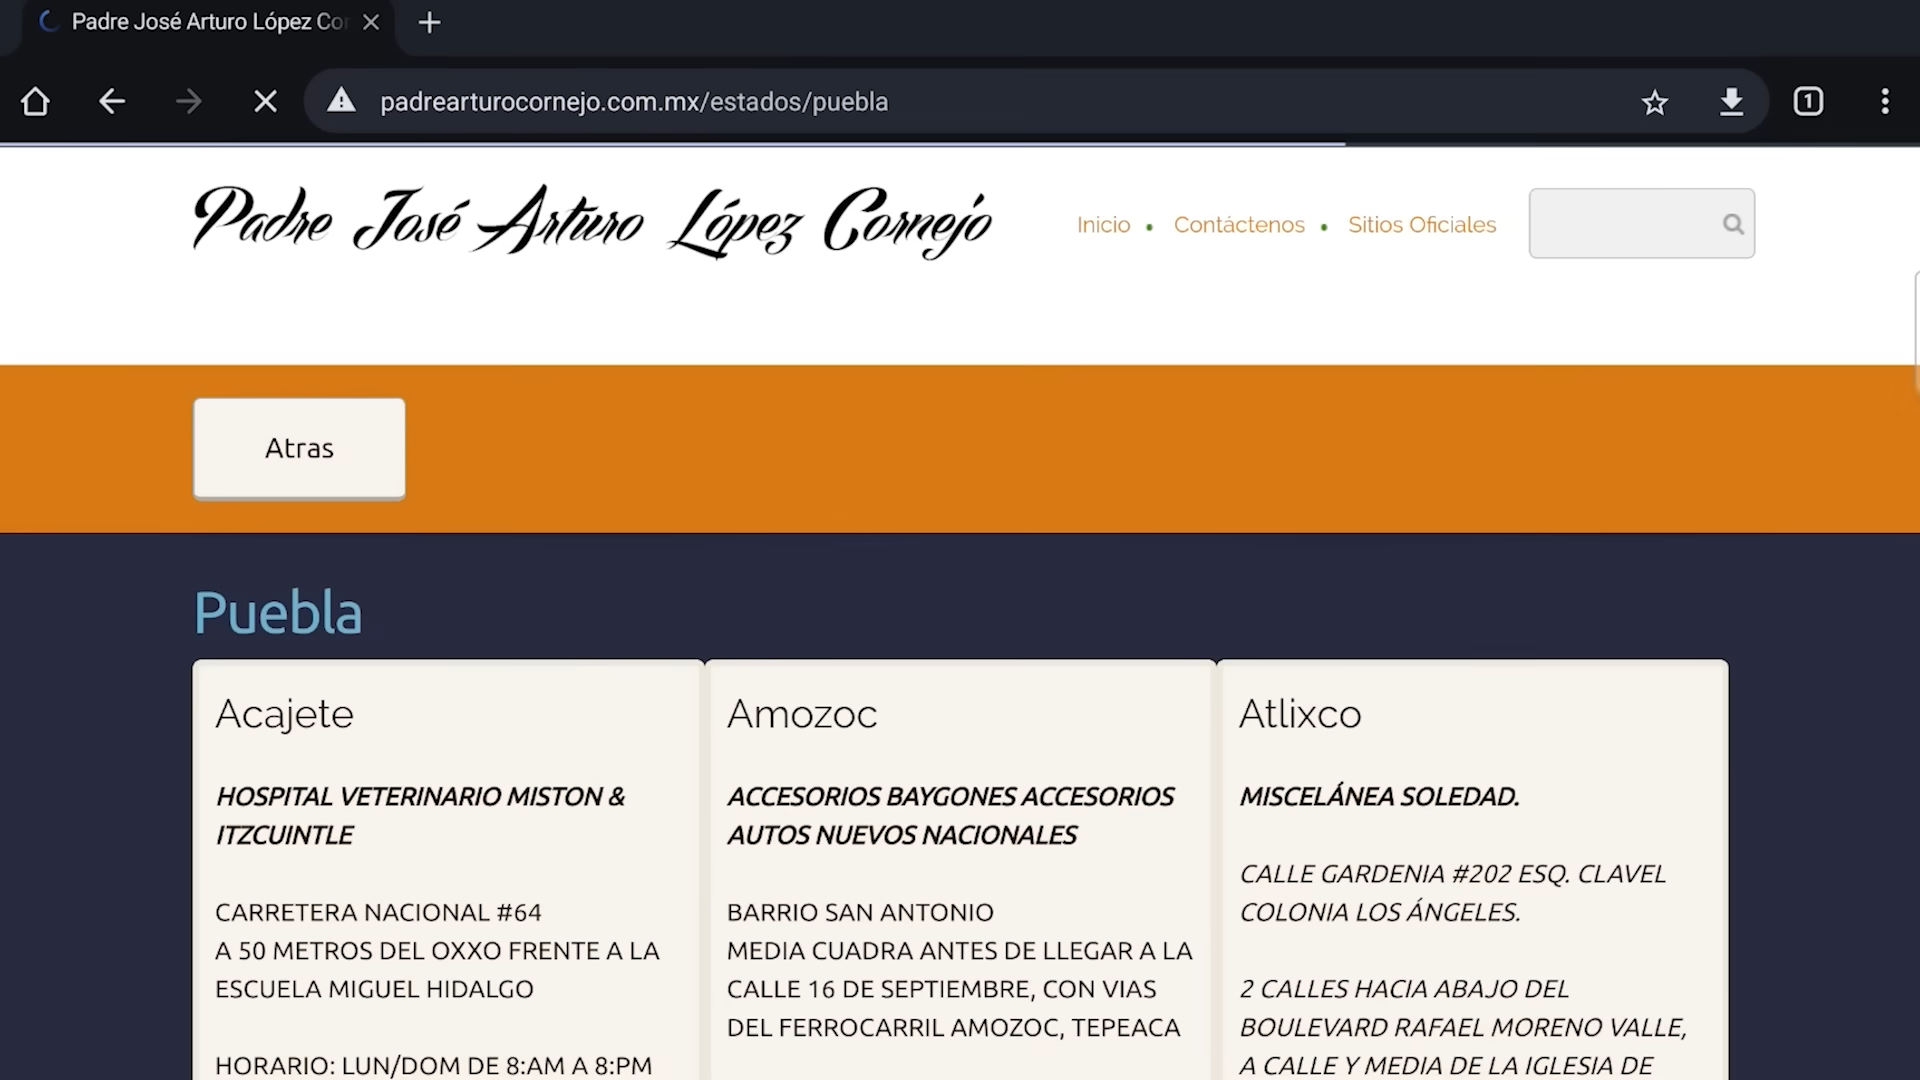 Padre José Arturo López Cor
padrearturocornejo.com.mx/estados/puebla
1
Padre José Arturo López Cornejo
Inicio • Contáctenos • Sitios Oficiales
Atras
Puebla
Acajete
HOSPITAL VETERINARIO MISTON &
ITZCUINTLE
CARRETERA NACIONAL #64
A 50 METROS DEL OXXO FRENTE A LA
ESCUELA MIGUEL HIDALGO
HORARIO: LUN/DOM DE 8:AM A 8:PM
Amozoc
ACCESORIOS BAYGONES ACCESORIOS
AUTOS NUEVOS NACIONALES
BARRIO SAN ANTONIO
MEDIA CUADRA ANTES DE LLEGAR A LA
CALLE 16 DE SEPTIEMBRE, CON VIAS
DEL FERROCARRIL AMOZOC, TEPEACA
Atlixco
MISCELÁNEA SOLEDAD.
CALLE GARDENIA #202 ESQ. CLAVEL
COLONIA LOS ÁNGELES.
2 CALLES HACIA ABAJO DEL
BOULEVARD RAFAEL MORENO VALLE,
A CALLE Y MEDIA DE LA IGLESIA DE